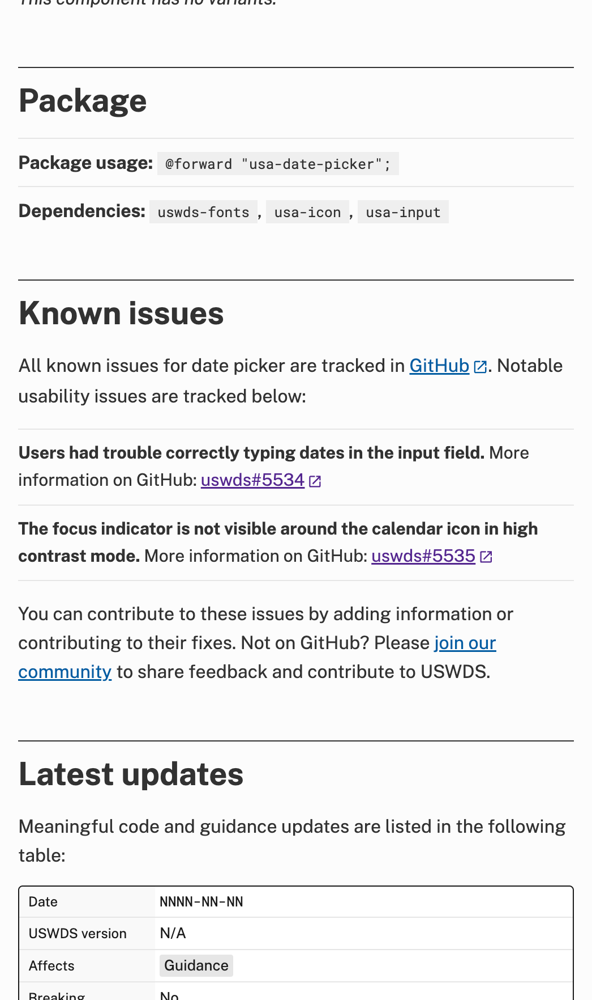 This component has no variants.
Package
Package usage: @forward "usa-date-picker";
Dependencies: uswds-fonts , usa-icon , usa-input
Known issues
All known issues for date picker are tracked in GitHub. Notable
usability issues are tracked below:
Users had trouble correctly typing dates in the input field. More
information on GitHub: uswds#5534
The focus indicator is not visible around the calendar icon in high
contrast mode. More information on GitHub: uswds#5535
You can contribute to these issues by adding information or
contributing to their fixes. Not on GitHub? Please join our
community to share feedback and contribute to USWDS.
Latest updates
Meaningful code and guidance updates are listed in the following
table:
Date NNNN-NN-NN
USWDS version N/A
Affects Guidance
Breaking No